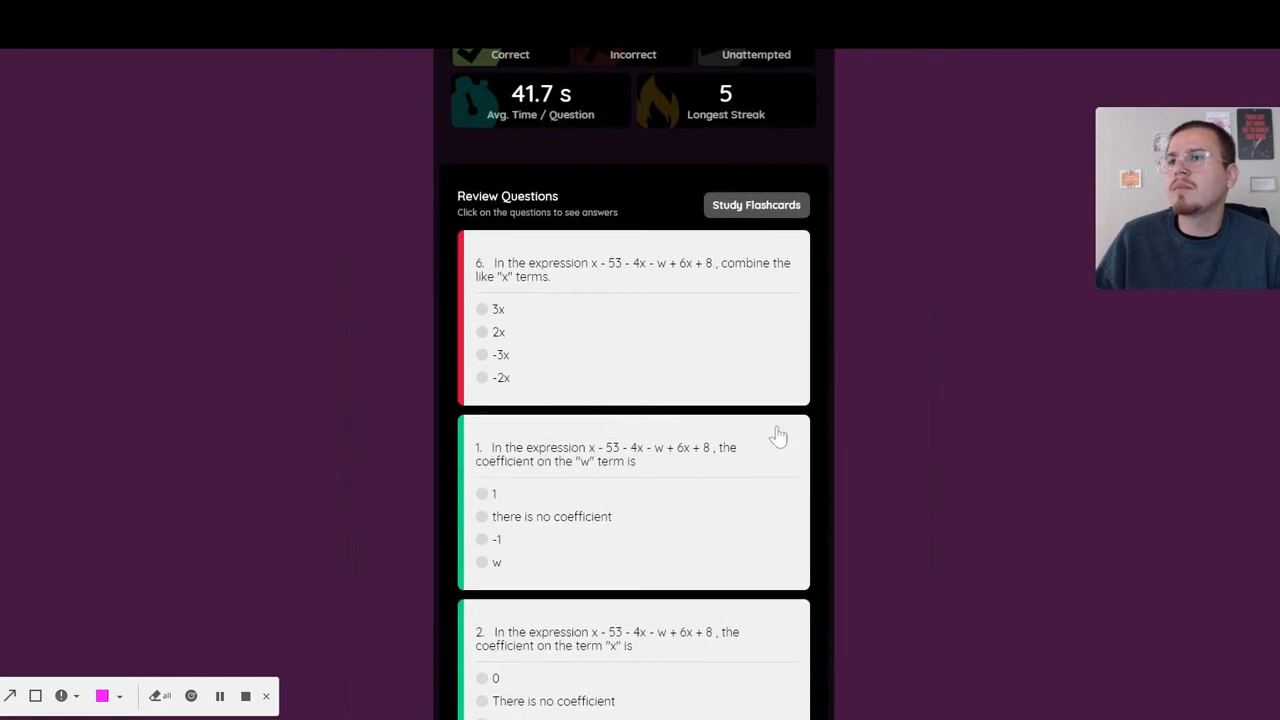 Correct
Incorrect
Unattempted
41.7 s
Avg. Time / Question
5
Longest Streak
Review Questions
Click on the questions to see answers
Study Flashcards
6. In the expression x - 53 - 4x - w + 6x + 8 , combine the
like "x" terms.
3x
2x
-3x
-2x
1. In the expression x - 53 - 4x - w + 6x + 8 , the
coefficient on the "w" term is
1
there is no coefficient
-1
w
2. In the expression x - 53 - 4x - w + 6x + 8 , the
coefficient on the term "x" is
0
There is no coefficient
all